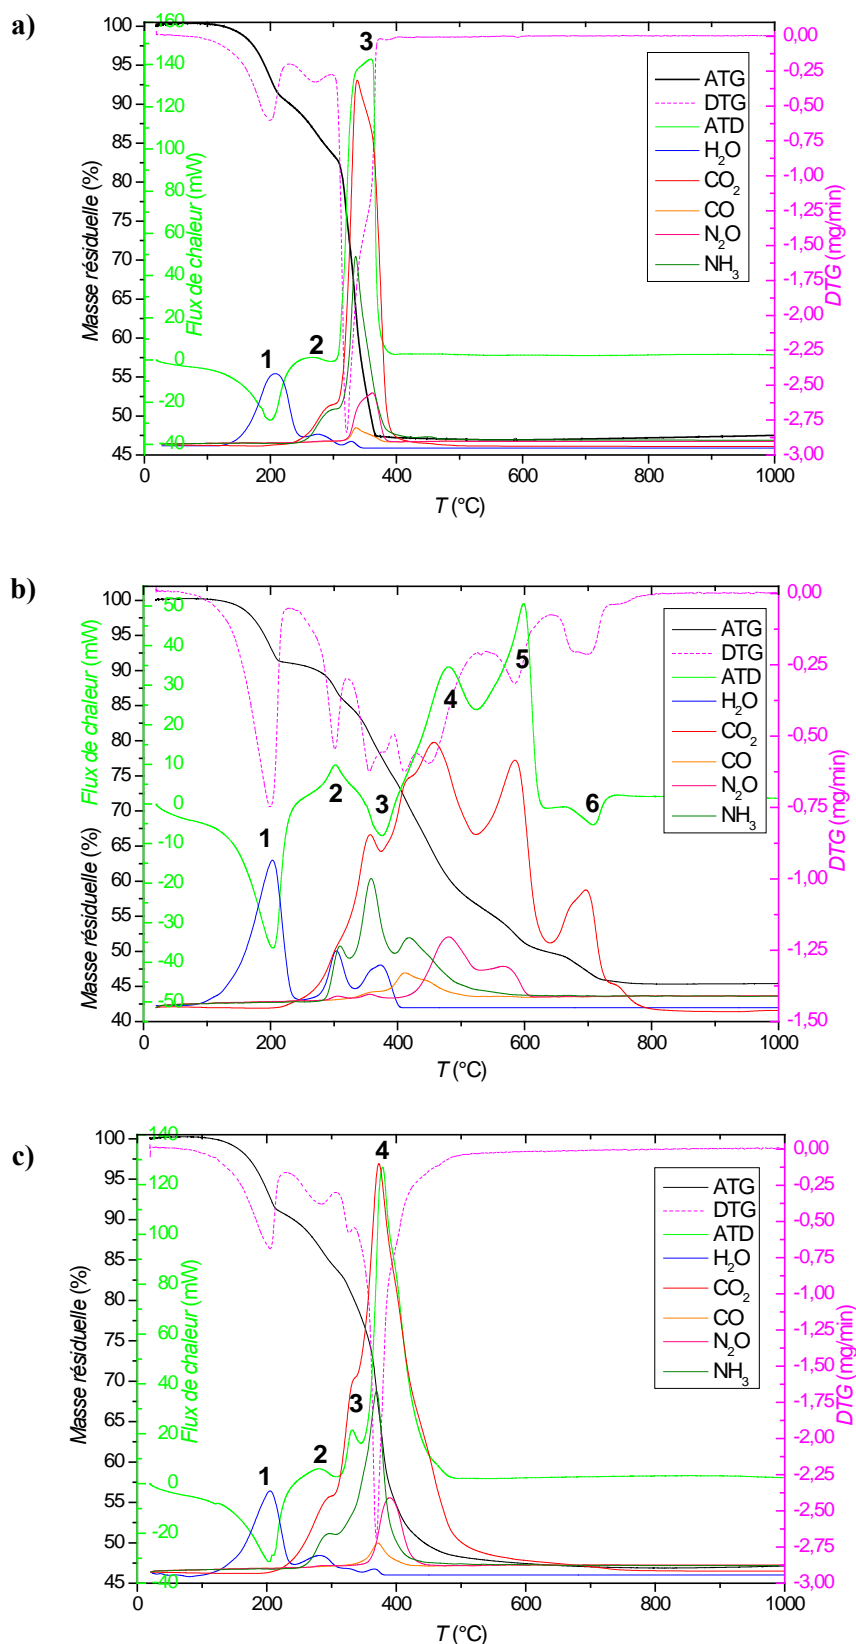 a)
Masse résiduelle (%)
100
95
90
85
80
75
70
65
60
55
50
45
Flux de chaleur (mW)
160
140
120
100
80
60
40
20
0
-20
-40
1
2
3
ATG
DTG
ATD
H2O
CO2
CO
N2O
NH3
DTG (mg/min)
0,00
-0,25
-0,50
-0,75
-1,00
-1,25
-1,50
-1,75
-2,00
-2,25
-2,50
-2,75
-3,00
0 200 400 600 800 1000
T (°C)
b)
Masse résiduelle (%)
100
95
90
85
80
75
70
65
60
55
50
45
40
Flux de chaleur (mW)
50
40
30
20
10
0
-10
-20
-30
-40
-50
1
2
3
4
5
6
ATG
DTG
ATD
H2O
CO2
CO
N2O
NH3
DTG (mg/min)
0,00
-0,25
-0,50
-0,75
-1,00
-1,25
-1,50
0 200 400 600 800 1000
T (°C)
c)
Masse résiduelle (%)
100
95
90
85
80
75
70
65
60
55
50
45
Flux de chaleur (mW)
140
120
100
80
60
40
20
0
-20
-40
1
2
3
4
ATG
DTG
ATD
H2O
CO2
CO
N2O
NH3
DTG (mg/min)
0,00
-0,25
-0,50
-0,75
-1,00
-1,25
-1,50
-1,75
-2,00
-2,25
-2,50
-2,75
-3,00
0 200 400 600 800 1000
T (°C)